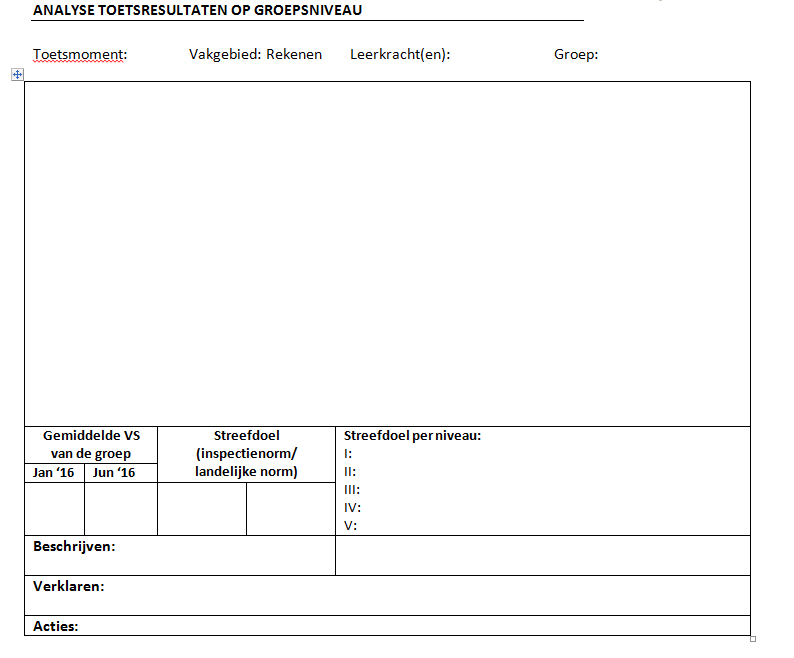 ANALYSE TOETSRESULTATEN OP GROEPSNIVEAU
Toetsmoment: Vakgebied: Rekenen Leerkracht(en): Groep:
Gemiddelde VS van de groep
Jan ‘16 Jun ‘16
Streefdoel
(inspectienorm/
landelijke norm)
Streefdoel per niveau:
I:
II:
III:
IV:
V:
Beschrijven:
Verklaren:
Acties: